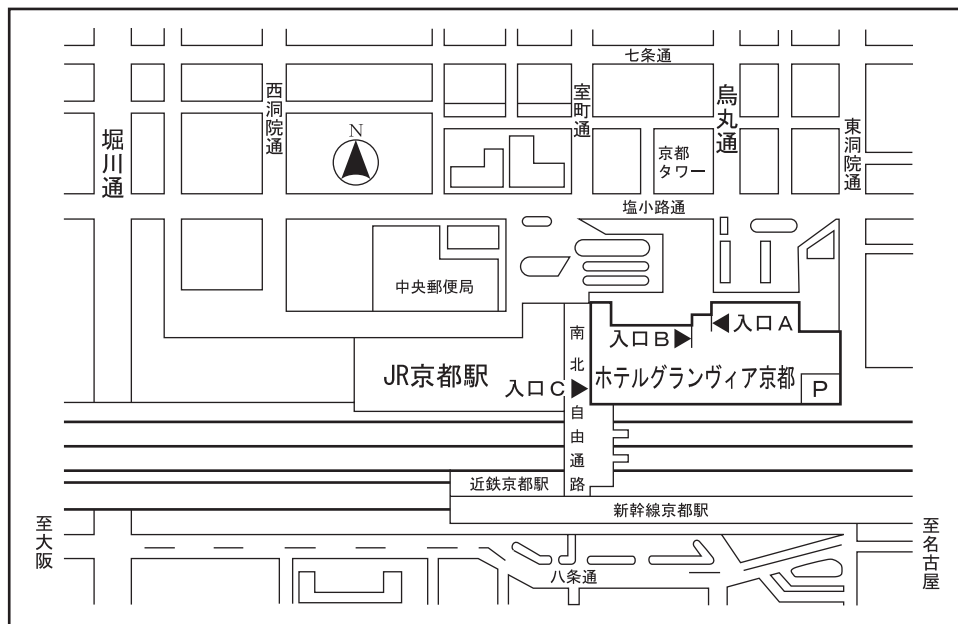 七条通
西洞院通
室町通
烏丸通
東洞院通
堀川通
N
京都
タワー
塩小路通
中央郵便局
入口A
入口B
南北自由通路
JR京都駅
ホテルグランヴィア京都
入口C
P
近鉄京都駅
新幹線京都駅
至大阪
至名古屋
八条通